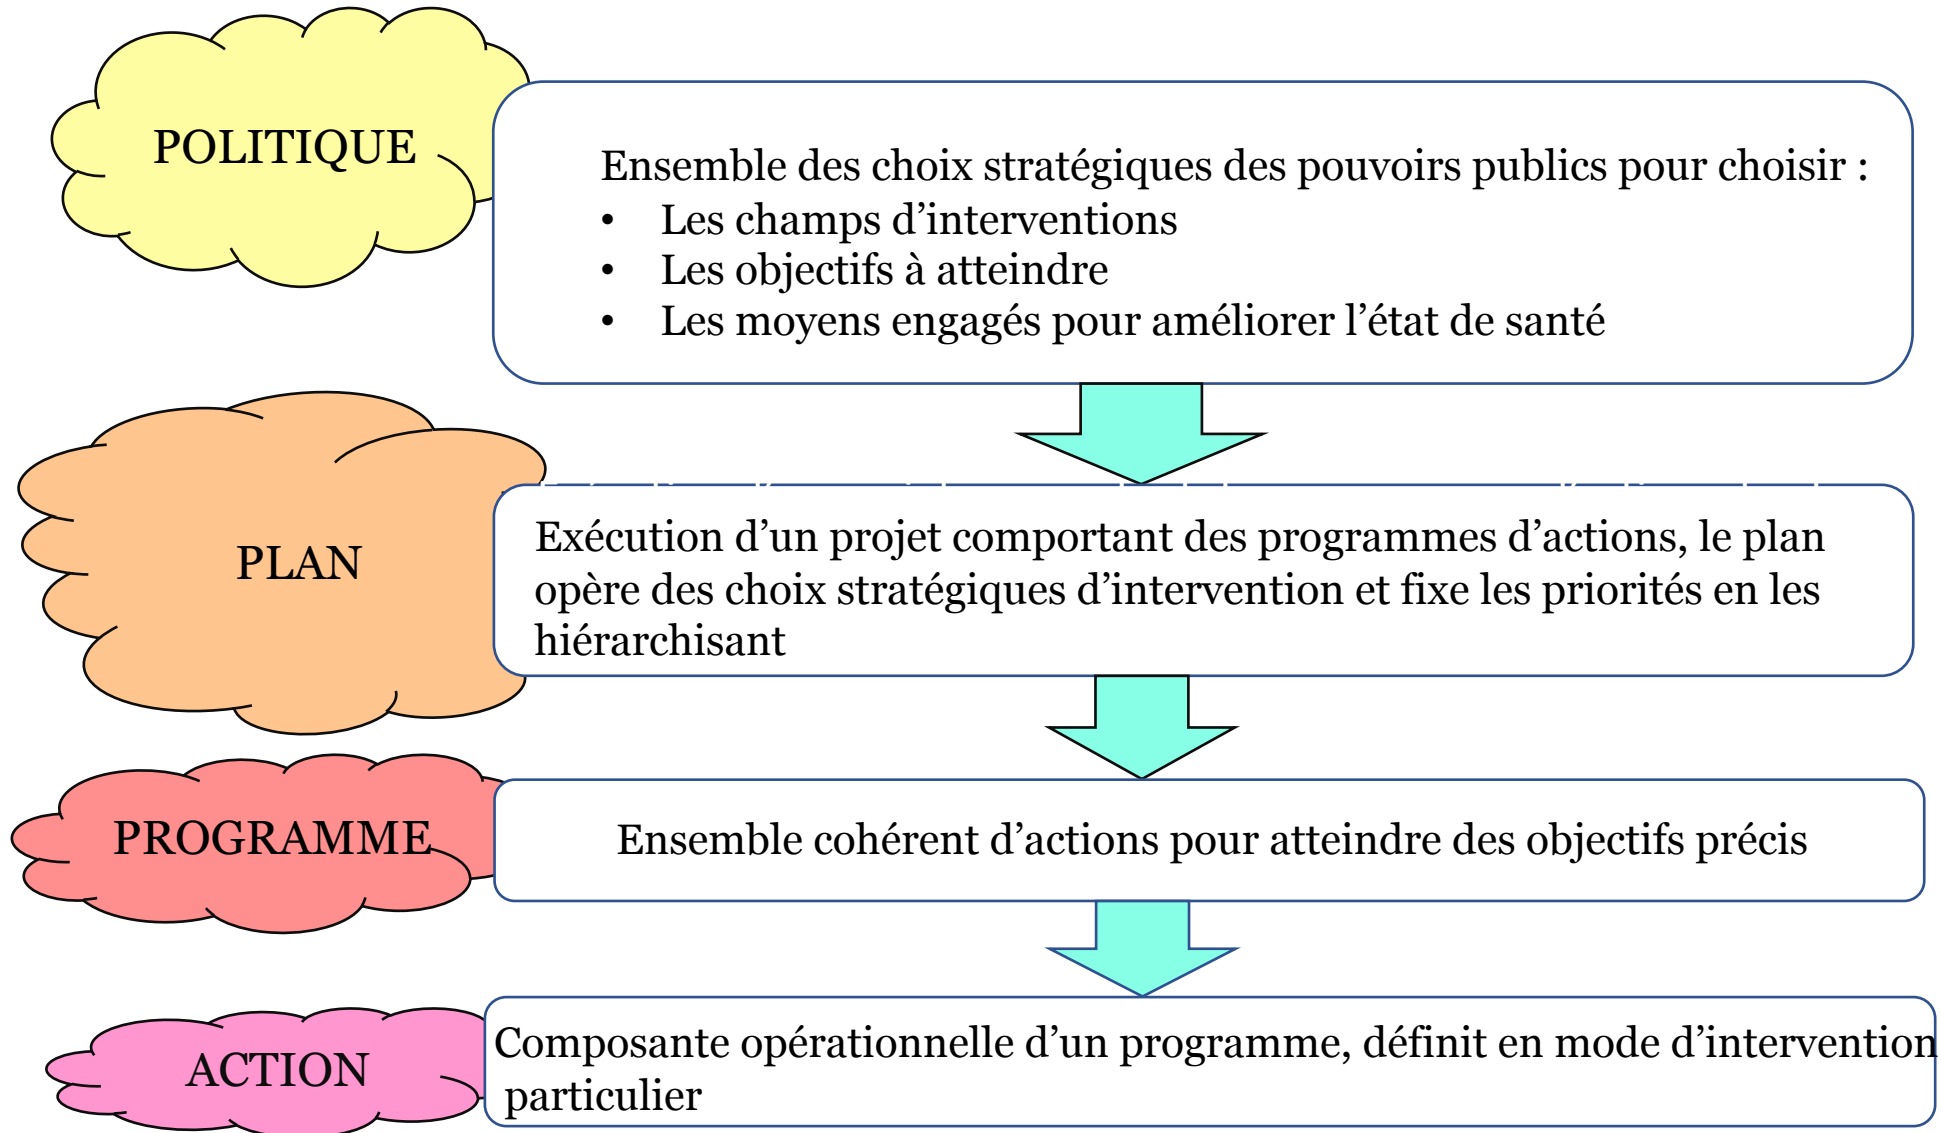 POLITIQUE
Ensemble des choix stratégiques des pouvoirs publics pour choisir :
• Les champs d’interventions
• Les objectifs à atteindre
• Les moyens engagés pour améliorer l’état de santé
PLAN
Exécution d’un projet comportant des programmes d’actions, le plan
opère des choix stratégiques d’intervention et fixe les priorités en les
hiérarchisant
PROGRAMME
Ensemble cohérent d’actions pour atteindre des objectifs précis
ACTION
Composante opérationnelle d’un programme, définit en mode d’intervention
particulier